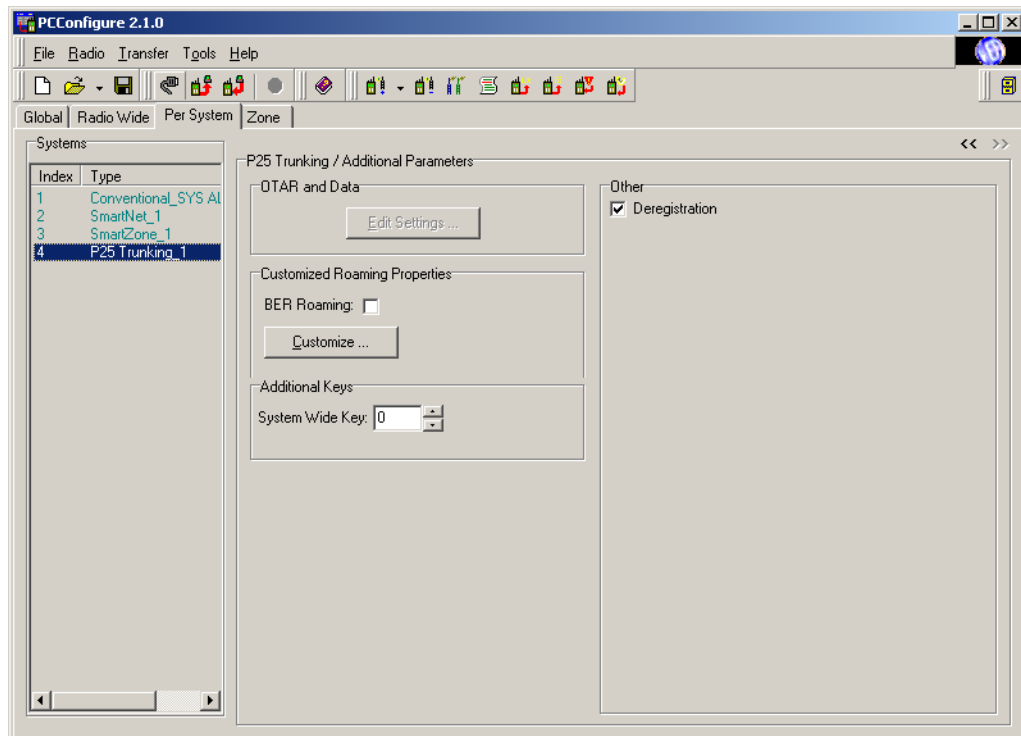 PCConfigure 2.1.0
File Radio Transfer Tools Help
Global Radio Wide Per System Zone
Systems
<< >>
Index Type
1 Conventional_SYS AL
2 SmartNet_1
3 SmartZone_1
4 P25 Trunking_1
P25 Trunking / Additional Parameters
OTAR and Data
Edit Settings ...
Customized Roaming Properties
BER Roaming:
Customize ...
Additional Keys
System Wide Key: 0
Other
Deregistration